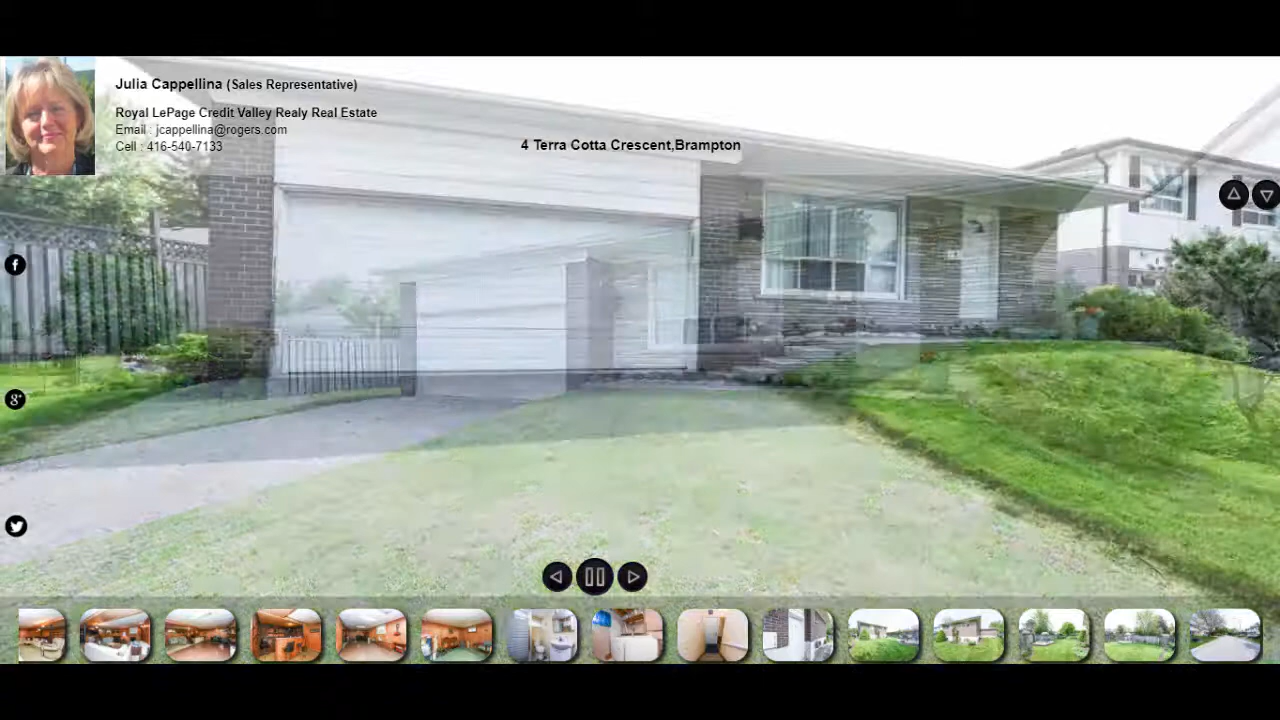 Julia Cappellina (Sales Representative)
Royal LePage Credit Valley Realy Real Estate
Email : jcappellina@rogers.com
Cell : 416-540-7133
4 Terra Cotta Crescent,Brampton